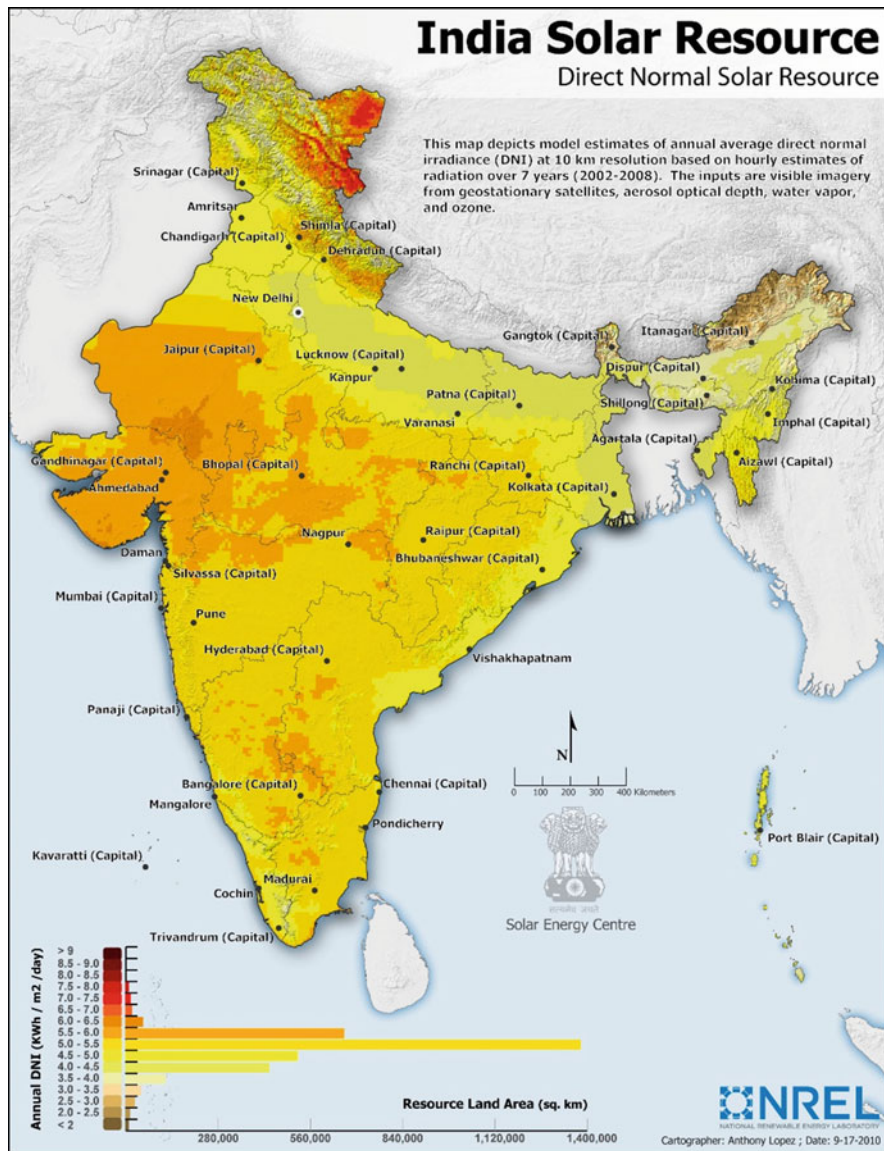 India Solar Resource
Direct Normal Solar Resource
This map depicts model estimates of annual average direct normal
irradiance (DNI) at 10 km resolution based on hourly estimates of
radiation over 7 years (2002-2008). The inputs are visible imagery
from geostationary satellites, aerosol optical depth, water vapor,
and ozone.
Srinagar (Capital)
Amritsar
Chandigarh (Capital)
Shimla (Capital)
Dehradun (Capital)
New Delhi
Jaipur (Capital)
Lucknow (Capital)
Kanpur
Gangtok (Capital)
Itanagar (Capital)
Dispur (Capital)
Kohima (Capital)
Patna (Capital)
Shillong (Capital)
Varanasi
Imphal (Capital)
Agartala (Capital)
Aizawl (Capital)
Gandhinagar (Capital)
Bhopal (Capital)
Ranchi (Capital)
Ahmedabad
Kolkata (Capital)
Nagpur
Raipur (Capital)
Daman
Bhubaneshwar (Capital)
Silvassa (Capital)
Mumbai (Capital)
Pune
Hyderabad (Capital)
Vishakhapatnam
Panaji (Capital)
N
Bangalore (Capital)
Chennai (Capital)
0 100 200 300 400 Kilometers
Mangalore
Pondicherry
Port Blair (Capital)
Kavaratti (Capital)
Madurai
Cochin
सत्यमेव जयते
Solar Energy Centre
Trivandrum (Capital)
Annual DNI (KWh / m2 /day)
> 9
8.5 - 9.0
8.0 - 8.5
7.5 - 8.0
7.0 - 7.5
6.5 - 7.0
6.0 - 6.5
5.5 - 6.0
5.0 - 5.5
4.5 - 5.0
4.0 - 4.5
3.5 - 4.0
3.0 - 3.5
2.5 - 3.0
2.0 - 2.5
< 2
Resource Land Area (sq. km)
280,000 560,000 840,000 1,120,000 1,400,000
NREL
NATIONAL RENEWABLE ENERGY LABORATORY
Cartographer: Anthony Lopez ; Date: 9-17-2010